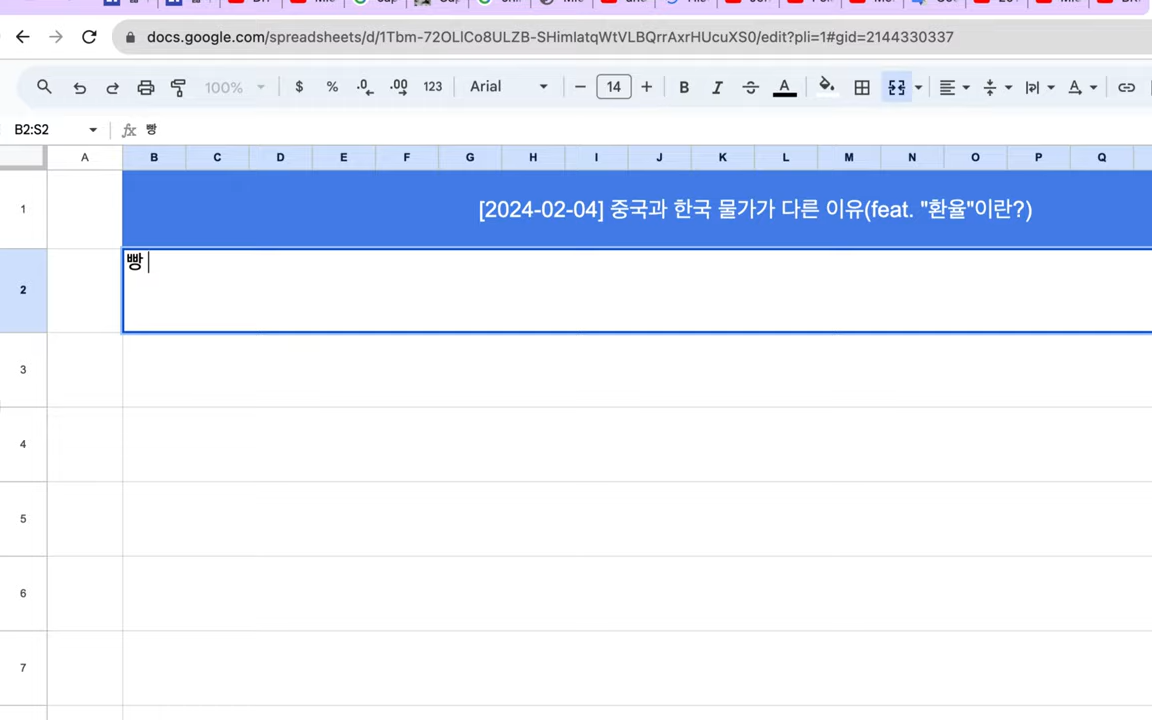 docs.google.com/spreadsheets/d/1Tbm-72OLlCo8ULZB-SHimIatqWtVLBQrrAxrHUcuXS0/edit?pli=1#gid=2144330337
100% $ % .0 .00 123 Arial 14 B I S A
B2:S2 fx 빵
A B C D E F G H I J K L M N O P Q
1 [2024-02-04] 중국과 한국 물가가 다른 이유(feat. "환율"이란?)
2 빵
3
4
5
6
7